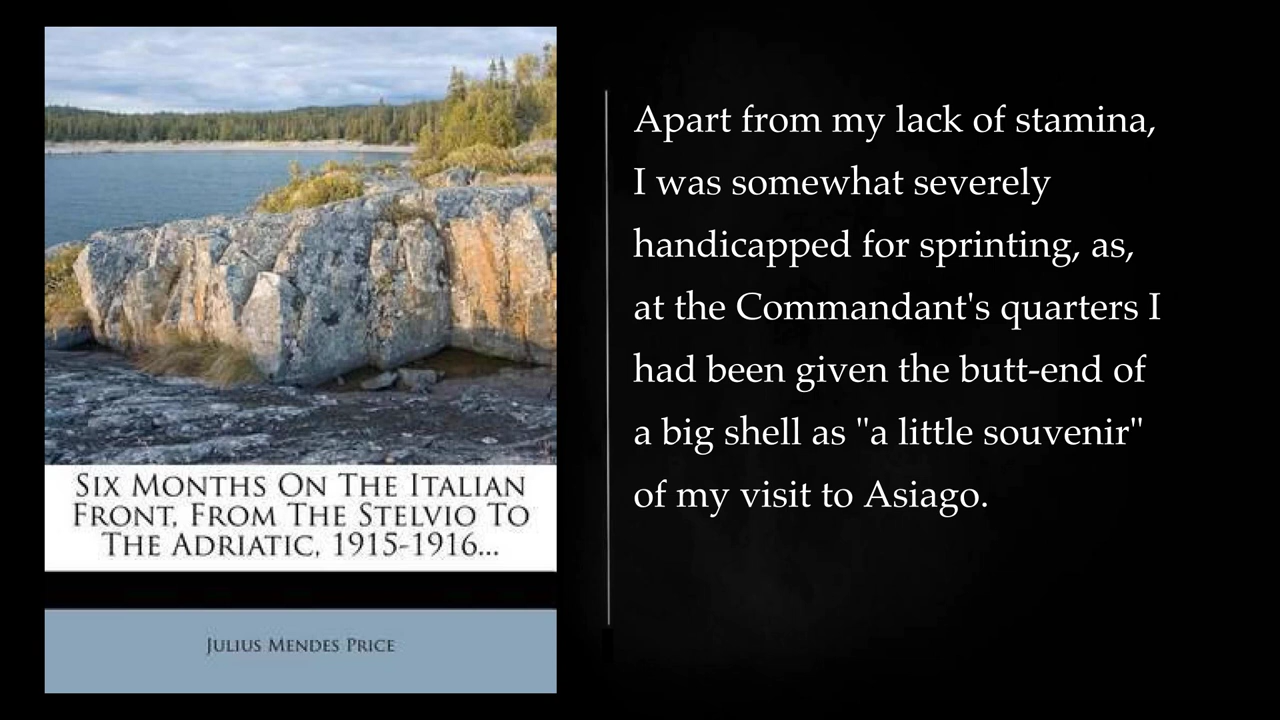 Six Months On The Italian
Front, From The Stelvio To
The Adriatic, 1915-1916...
Julius Mendes Price
Apart from my lack of stamina,
I was somewhat severely
handicapped for sprinting, as,
at the Commandant's quarters I
had been given the butt-end of
a big shell as "a little souvenir"
of my visit to Asiago.